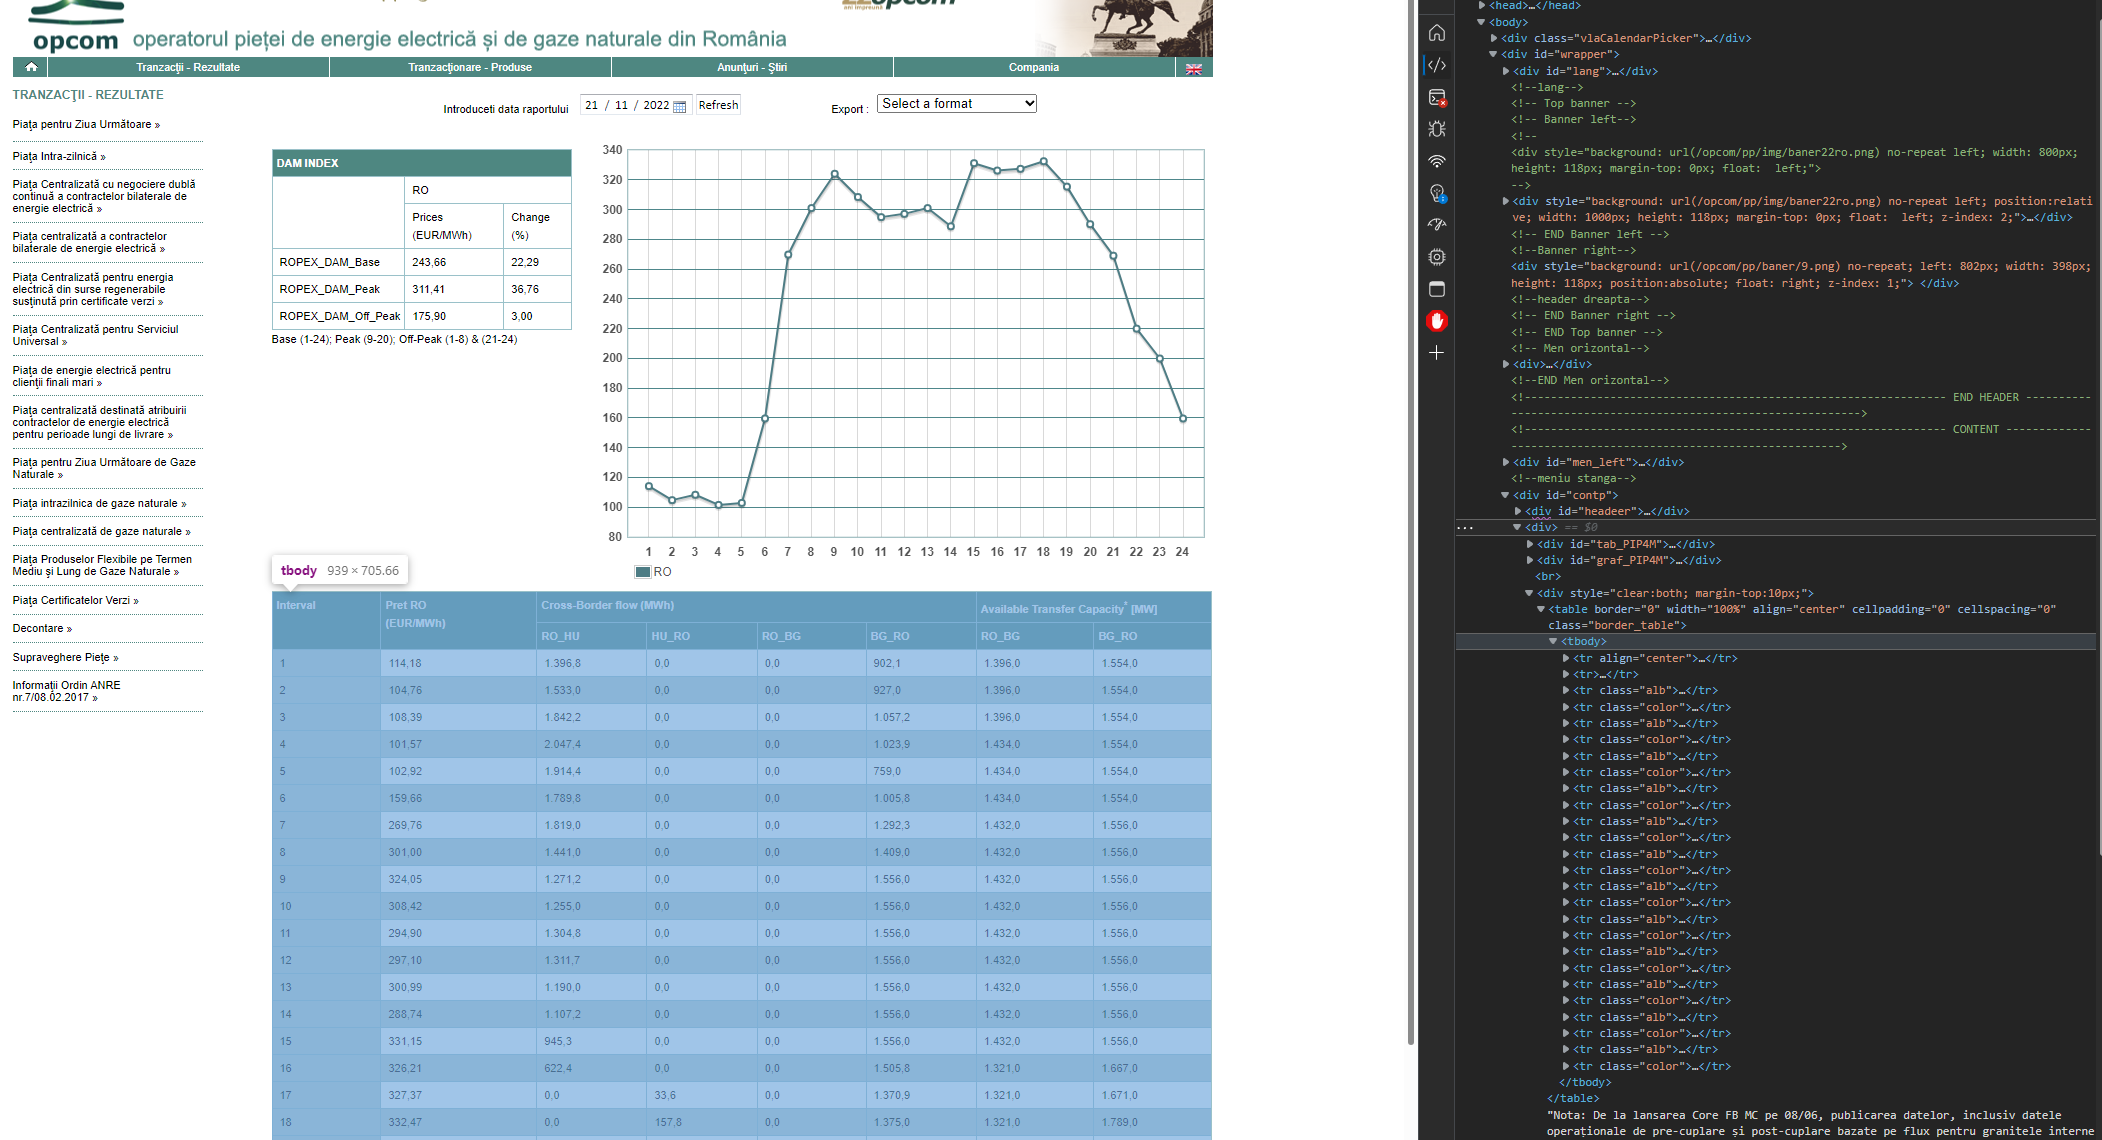 opcom operatorul pieței de energie electrică și de gaze naturale din România
Tranzacţii - Rezultate
Tranzacţionare - Produse
Anunţuri - Ştiri
Compania
TRANZACŢII - REZULTATE
Piaţa pentru Ziua Următoare »
Piaţa Intra-zilnică »
Piaţa Centralizată cu negociere dublă
continuă a contractelor bilaterale de
energie electrică »
Piaţa centralizată a contractelor
bilaterale de energie electrică »
Piaţa Centralizată pentru energia
electrică din surse regenerabile
susţinută prin certificate verzi »
Piaţa Centralizată pentru Serviciul
Universal »
Piaţa de energie electrică pentru
clienţii finali mari »
Piaţa centralizată destinată atribuirii
contractelor de energie electrică
pentru perioade lungi de livrare »
Piaţa pentru Ziua Următoare de Gaze
Naturale »
Piaţa intrazilnica de gaze naturale »
Piaţa centralizată de gaze naturale »
Piaţa Produselor Flexibile pe Termen
Mediu şi Lung de Gaze Naturale »
Piaţa Certificatelor Verzi »
Decontare »
Supraveghere Pieţe »
Informaţii Ordin ANRE
nr.7/08.02.2017 »
Introduceti data raportului 21 / 11 / 2022 Refresh
Export : Select a format
DAM INDEX
RO
Prices (EUR/MWh) Change (%)
ROPEX_DAM_Base 243,66 22,29
ROPEX_DAM_Peak 311,41 36,76
ROPEX_DAM_Off_Peak 175,90 3,00
Base (1-24); Peak (9-20); Off-Peak (1-8) & (21-24)
340
320
300
280
260
240
220
200
180
160
140
120
100
80
1 2 3 4 5 6 7 8 9 10 11 12 13 14 15 16 17 18 19 20 21 22 23 24
RO
tbody 939 × 705.66
Interval Pret RO (EUR/MWh) Cross-Border flow (MWh) Available Transfer Capacity* [MW]
RO_HU HU_RO RO_BG BG_RO RO_BG BG_RO
1 114,18 1.396,8 0,0 0,0 902,1 1.396,0 1.554,0
2 104,76 1.533,0 0,0 0,0 927,0 1.396,0 1.554,0
3 108,39 1.842,2 0,0 0,0 1.057,2 1.396,0 1.554,0
4 101,57 2.047,4 0,0 0,0 1.023,9 1.434,0 1.554,0
5 102,92 1.914,4 0,0 0,0 759,0 1.434,0 1.554,0
6 159,66 1.789,8 0,0 0,0 1.005,8 1.434,0 1.554,0
7 269,76 1.819,0 0,0 0,0 1.292,3 1.432,0 1.556,0
8 301,00 1.441,0 0,0 0,0 1.409,0 1.432,0 1.556,0
9 324,05 1.271,2 0,0 0,0 1.556,0 1.432,0 1.556,0
10 308,42 1.255,0 0,0 0,0 1.556,0 1.432,0 1.556,0
11 294,90 1.304,8 0,0 0,0 1.556,0 1.432,0 1.556,0
12 297,10 1.311,7 0,0 0,0 1.556,0 1.432,0 1.556,0
13 300,99 1.190,0 0,0 0,0 1.556,0 1.432,0 1.556,0
14 288,74 1.107,2 0,0 0,0 1.556,0 1.432,0 1.556,0
15 331,15 945,3 0,0 0,0 1.556,0 1.432,0 1.556,0
16 326,21 622,4 0,0 0,0 1.505,8 1.321,0 1.667,0
17 327,37 0,0 33,6 0,0 1.370,9 1.321,0 1.671,0
18 332,47 0,0 157,8 0,0 1.375,0 1.321,0 1.789,0
<head>…</head>
<body>
<div class="vlaCalendarPicker">…</div>
<div id="wrapper">
<div id="lang">…</div>
<!--lang-->
<!-- Top banner -->
<!-- Banner left-->
<!--
<div style="background: url(/opcom/pp/img/baner22ro.png) no-repeat left; width: 800px;
height: 118px; margin-top: 0px; float:  left;">
-->
<div style="background: url(/opcom/pp/img/baner22ro.png) no-repeat left; position:relati
ve; width: 1000px; height: 118px; margin-top: 0px; float:  left; z-index: 2;">…</div>
<!-- END Banner left -->
<!--Banner right-->
<div style="background: url(/opcom/pp/baner/9.png) no-repeat; left: 802px; width: 398px;
height: 118px; position:absolute; float: right; z-index: 1;"> </div>
<!--header dreapta-->
<!-- END Banner right -->
<!-- END Top banner -->
<!-- Men orizontal-->
<div>…</div>
<!--END Men orizontal-->
<!---------------------------------------------------------------- END HEADER ----------
----------------------------------------------------->
<!---------------------------------------------------------------- CONTENT -------------
-------------------------------------------------->
<div id="men_left">…</div>
<!--meniu stanga-->
<div id="contp">
<div id="headeer">…</div>
… <div> == $0
<div id="tab_PIP4M">…</div>
<div id="graf_PIP4M">…</div>
<br>
<div style="clear:both; margin-top:10px;">
<table border="0" width="100%" align="center" cellpadding="0" cellspacing="0"
class="border_table">
<tbody>
<tr align="center">…</tr>
<tr>…</tr>
<tr class="alb">…</tr>
<tr class="color">…</tr>
<tr class="alb">…</tr>
<tr class="color">…</tr>
<tr class="alb">…</tr>
<tr class="color">…</tr>
<tr class="alb">…</tr>
<tr class="color">…</tr>
<tr class="alb">…</tr>
<tr class="color">…</tr>
<tr class="alb">…</tr>
<tr class="color">…</tr>
<tr class="alb">…</tr>
<tr class="color">…</tr>
<tr class="alb">…</tr>
<tr class="color">…</tr>
<tr class="alb">…</tr>
<tr class="color">…</tr>
<tr class="alb">…</tr>
<tr class="color">…</tr>
<tr class="alb">…</tr>
<tr class="color">…</tr>
<tr class="alb">…</tr>
<tr class="color">…</tr>
</tbody>
</table>
"Nota: De la lansarea Core FB MC pe 08/06, publicarea datelor, inclusiv datele
operaționale de pre-cuplare și post-cuplare bazate pe flux pentru granitele interne